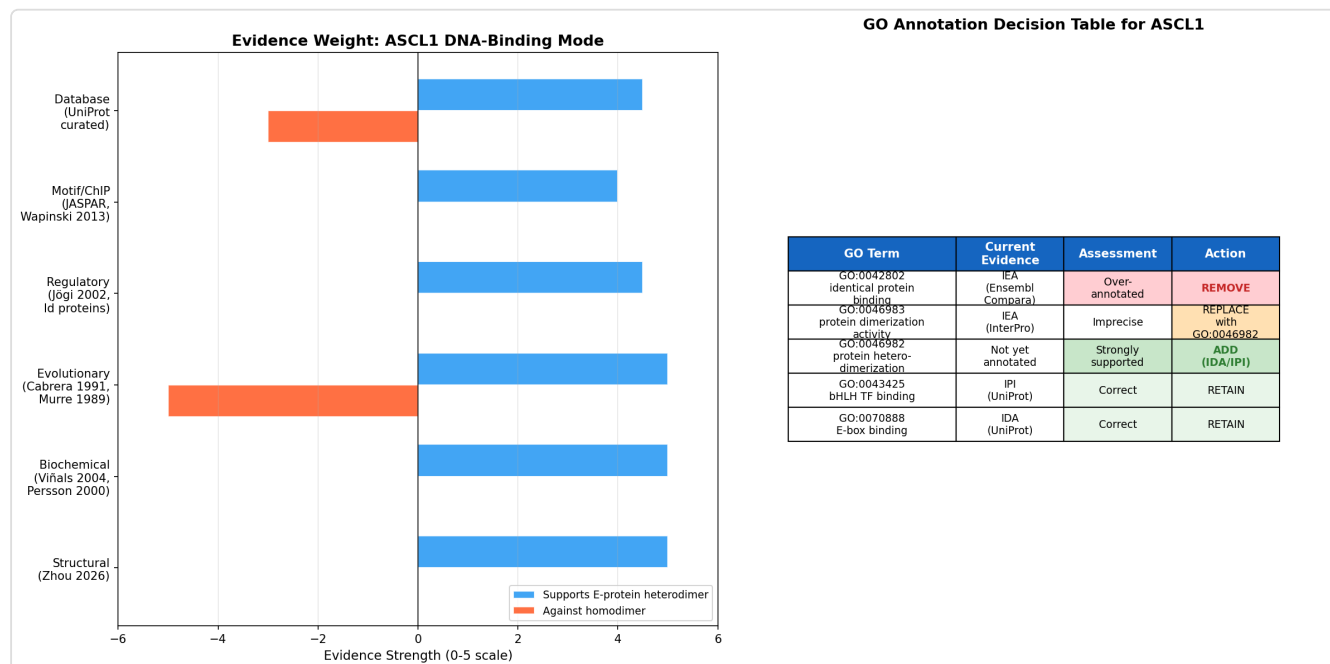 Evidence Weight: ASCL1 DNA-Binding Mode
Database
(UniProt
curated)
Motif/ChIP
(JASPAR,
Wapinski 2013)
Regulatory
(Jögi 2002,
Id proteins)
Evolutionary
(Cabrera 1991,
Murre 1989)
Biochemical
(Viñals 2004,
Persson 2000)
Structural
(Zhou 2026)
Supports E-protein heterodimer
Against homodimer
−6 −4 −2 0 2 4 6
Evidence Strength (0-5 scale)
GO Annotation Decision Table for ASCL1
GO Term
Current
Evidence
Assessment
Action
GO:0042802
identical protein
binding
IEA
(Ensembl
Compara)
Over-
annotated
REMOVE
GO:0046983
protein dimerization
activity
IEA
(InterPro)
Imprecise
REPLACE
with
GO:0046982
GO:0046982
protein hetero-
dimerization
Not yet
annotated
Strongly
supported
ADD
(IDA/IPI)
GO:0043425
bHLH TF binding
IPI
(UniProt)
Correct
RETAIN
GO:0070888
E-box binding
IDA
(UniProt)
Correct
RETAIN